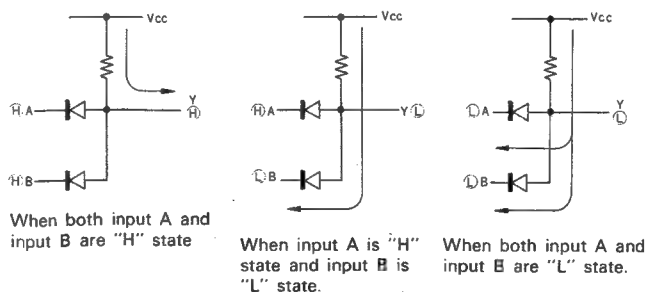 Vcc
Y
Ⓗ A
Ⓗ
Ⓗ B
When both input A and
input B are "H" state
Vcc
Ⓗ A
Y Ⓛ
Ⓛ B
When input A is "H"
state and input B is
"L" state.
Vcc
Y
Ⓛ A
Ⓛ
Ⓛ B
When both input A and
input B are "L" state.